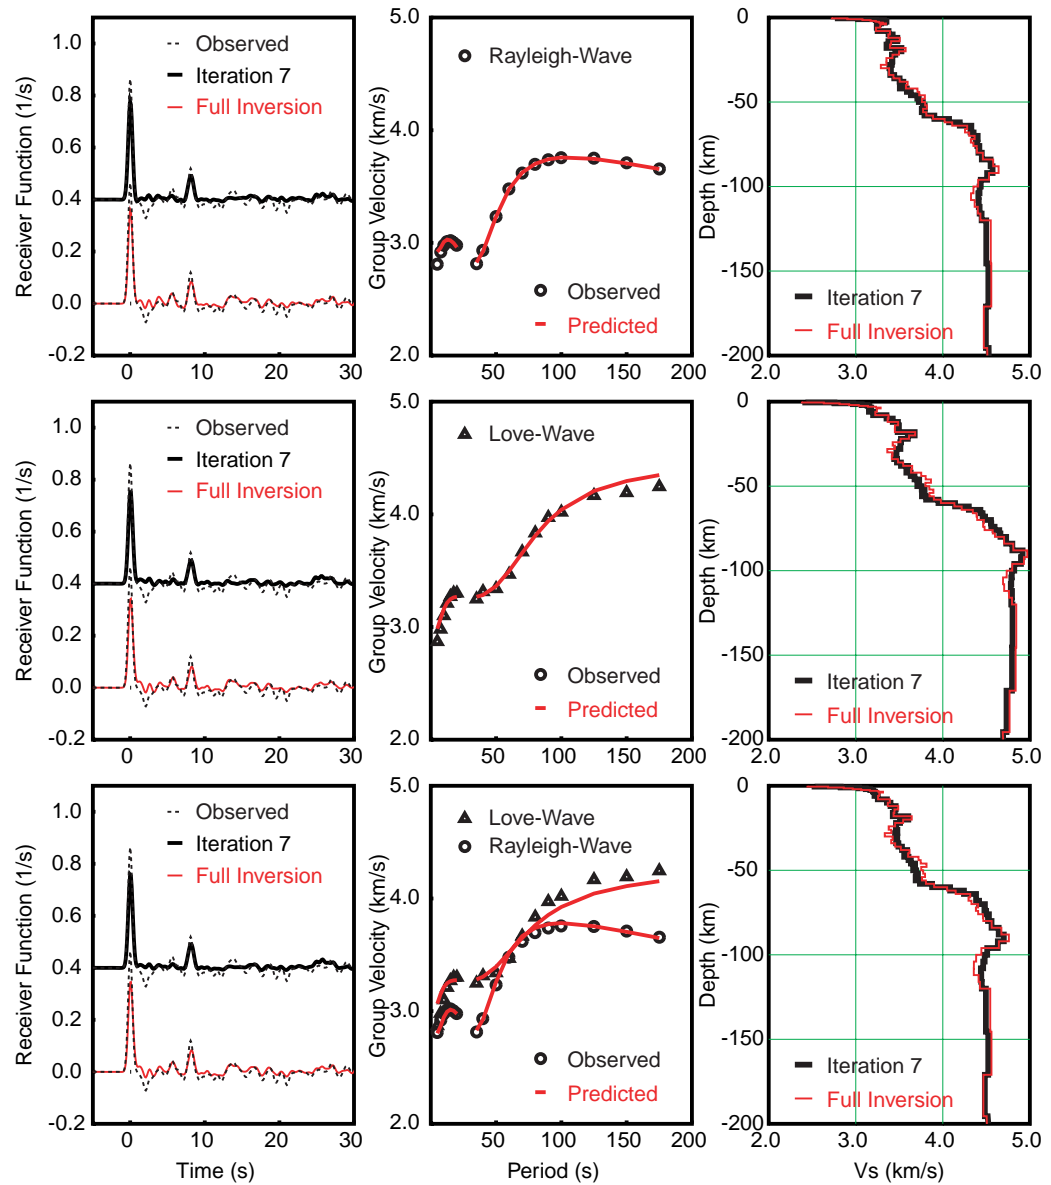 Receiver Function (1/s)
1.0
0.8
0.6
0.4
0.2
0.0
-0.2
0
10
20
30
Observed
Iteration 7
Full Inversion
Group Velocity (km/s)
5.0
4.0
3.0
2.0
50
100
150
200
Rayleigh-Wave
Observed
Predicted
Depth (km)
0
-50
-100
-150
-200
2.0
3.0
4.0
5.0
Iteration 7
Full Inversion
Receiver Function (1/s)
1.0
0.8
0.6
0.4
0.2
0.0
-0.2
0
10
20
30
Observed
Iteration 7
Full Inversion
Group Velocity (km/s)
5.0
4.0
3.0
2.0
50
100
150
200
Love-Wave
Observed
Predicted
Depth (km)
0
-50
-100
-150
-200
2.0
3.0
4.0
5.0
Iteration 7
Full Inversion
Receiver Function (1/s)
1.0
0.8
0.6
0.4
0.2
0.0
-0.2
0
10
20
30
Time (s)
Observed
Iteration 7
Full Inversion
Group Velocity (km/s)
5.0
4.0
3.0
2.0
50
100
150
200
Period (s)
Love-Wave
Rayleigh-Wave
Observed
Predicted
Depth (km)
0
-50
-100
-150
-200
2.0
3.0
4.0
5.0
Vs (km/s)
Iteration 7
Full Inversion